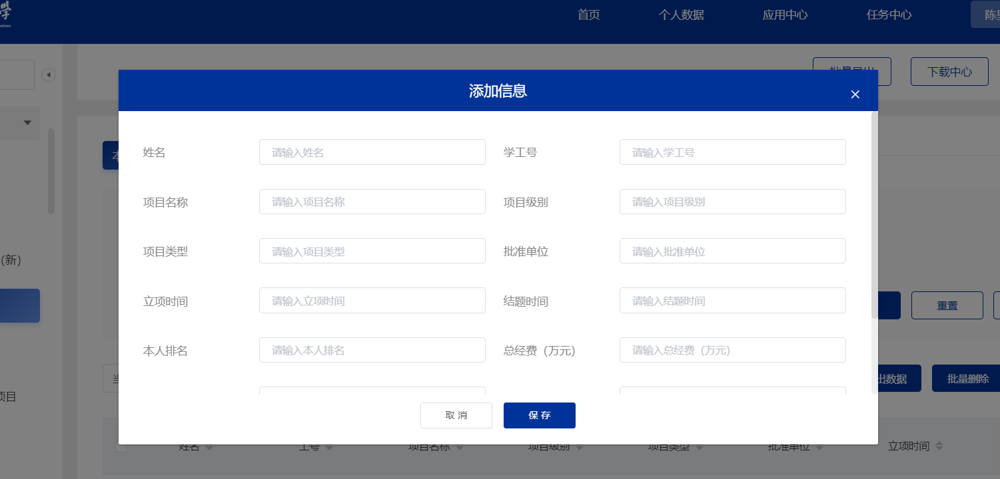 首页 个人数据 应用中心 任务中心
下载中心
添加信息
姓名 请输入姓名 学工号 请输入学工号
项目名称 请输入项目名称 项目级别 请输入项目级别
项目类型 请输入项目类型 批准单位 请输入批准单位
(新)
立项时间 请输入立项时间 结题时间 请输入结题时间
重置
本人排名 请输入本人排名 总经费（万元） 请输入总经费（万元）
出数据 批量删除
项目
取消 保存
姓名 工号 项目名称 项目级别 项目类型 批准单位 立项时间